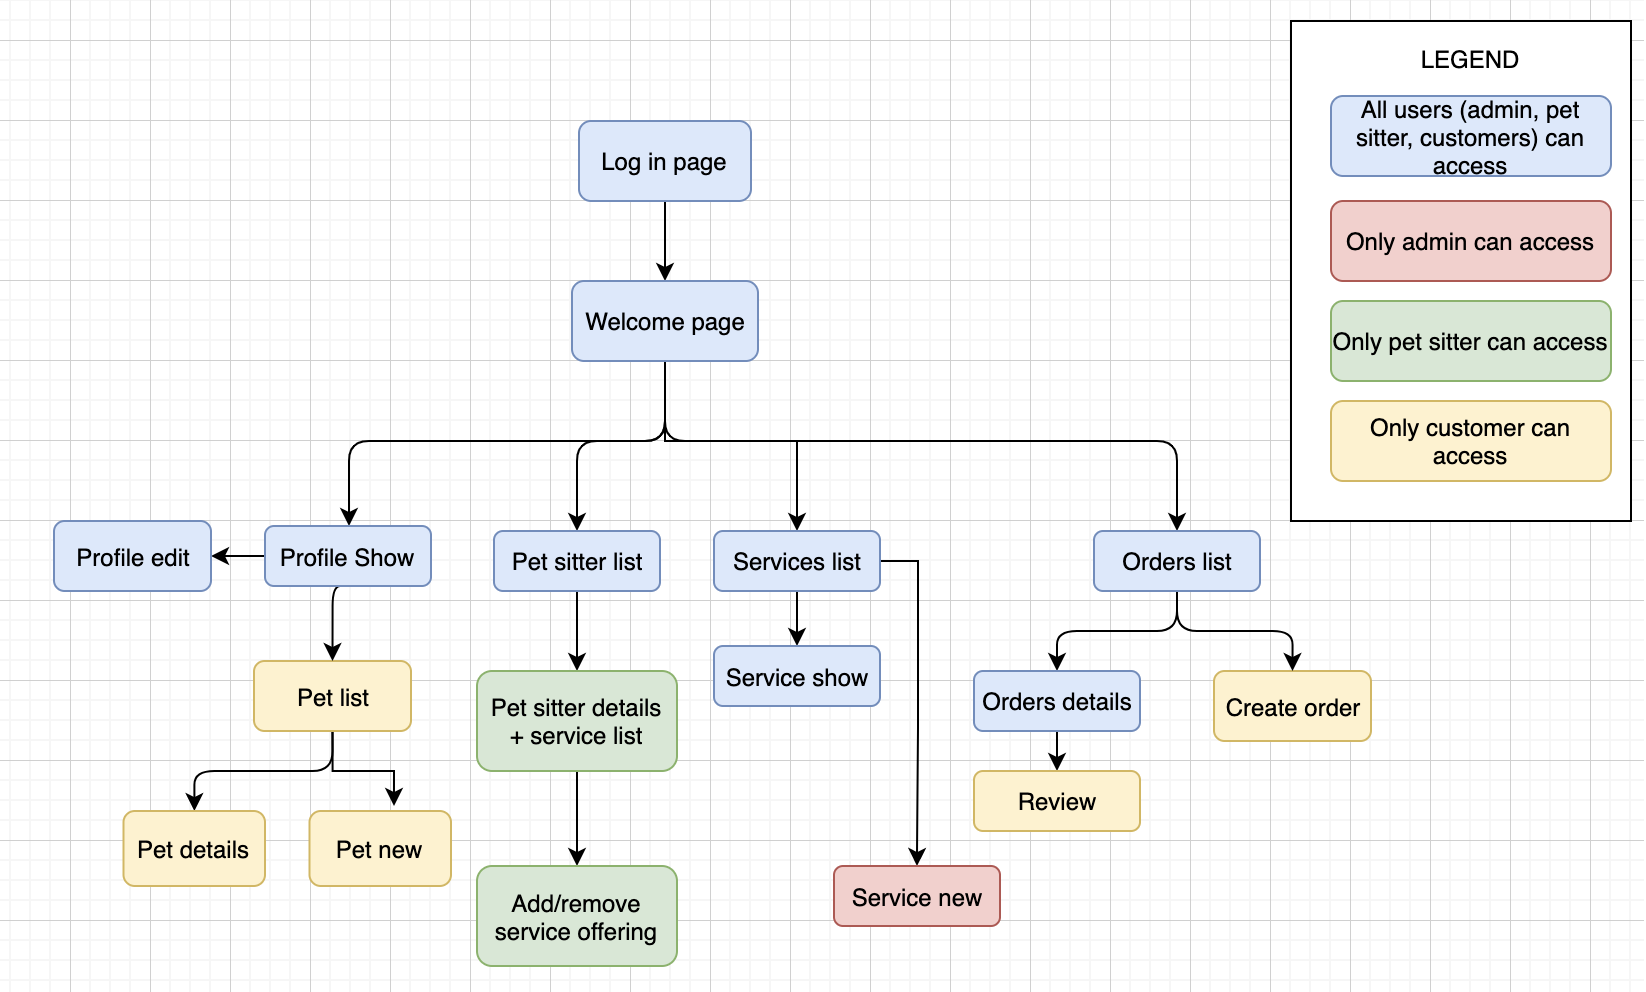 LEGEND
All users (admin, pet
sitter, customers) can
access
Only admin can access
Only pet sitter can access
Only customer can
access
Log in page
Welcome page
Profile edit
Profile Show
Pet sitter list
Services list
Orders list
Pet list
Pet sitter details
+ service list
Service show
Orders details
Create order
Pet details
Pet new
Review
Add/remove
service offering
Service new